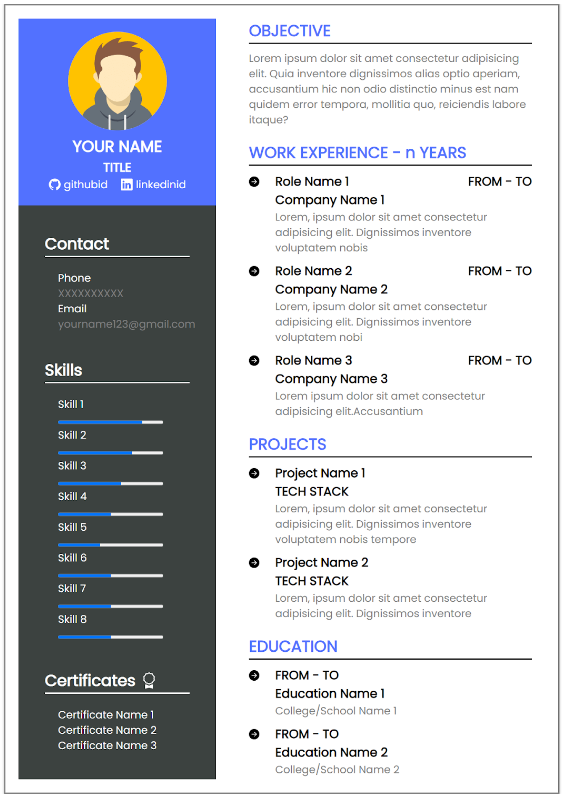 YOUR NAME
TITLE
githubid linkedinid
Contact
Phone
XXXXXXXXXX
Email
yourname123@gmail.com
Skills
Skill 1
Skill 2
Skill 3
Skill 4
Skill 5
Skill 6
Skill 7
Skill 8
Certificates
Certificate Name 1
Certificate Name 2
Certificate Name 3
OBJECTIVE
Lorem ipsum dolor sit amet consectetur adipisicing
elit. Quia inventore dignissimos alias optio aperiam,
accusantium hic non odio distinctio minus est nam
quidem error tempora, mollitia quo, reiciendis labore
itaque?
WORK EXPERIENCE - n YEARS
Role Name 1 FROM - TO
Company Name 1
Lorem, ipsum dolor sit amet consectetur
adipisicing elit. Dignissimos inventore
voluptatem nobis
Role Name 2 FROM - TO
Company Name 2
Lorem, ipsum dolor sit amet consectetur
adipisicing elit. Dignissimos inventore
voluptatem nobi
Role Name 3 FROM - TO
Company Name 3
Lorem ipsum dolor sit amet consectetur
adipisicing elit.Accusantium
PROJECTS
Project Name 1
TECH STACK
Lorem, ipsum dolor sit amet consectetur
adipisicing elit. Dignissimos inventore
voluptatem nobis tempore
Project Name 2
TECH STACK
Lorem, ipsum dolor sit amet consectetur
adipisicing elit. Dignissimos inventore
EDUCATION
FROM - TO
Education Name 1
College/School Name 1
FROM - TO
Education Name 2
College/School Name 2